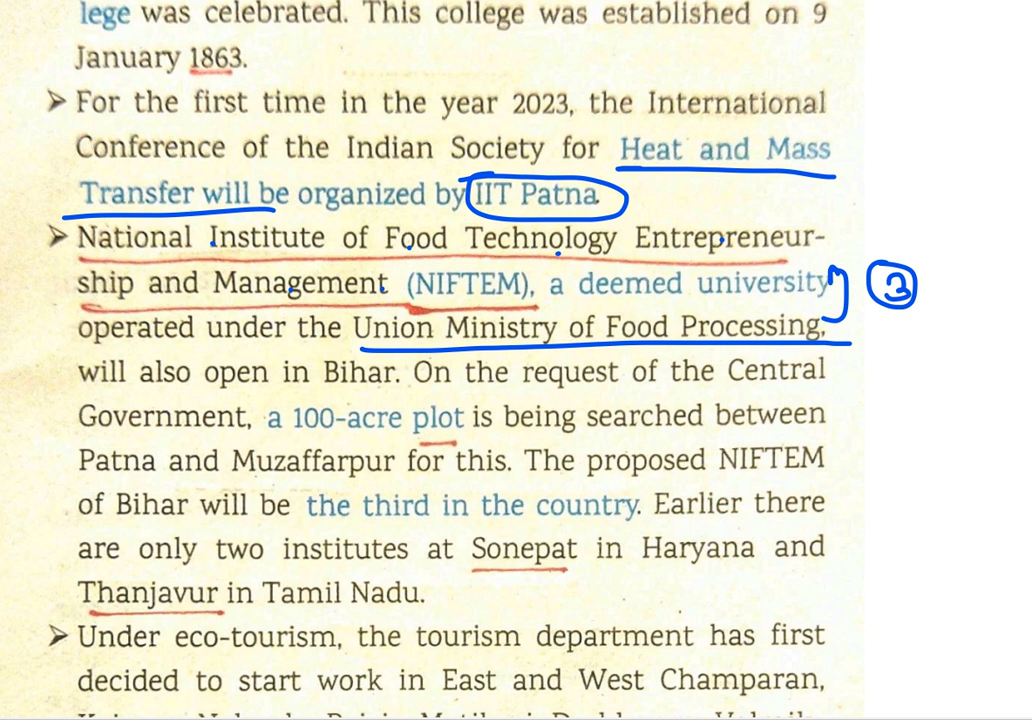 lege was celebrated. This college was established on 9
January 1863.
➤ For the first time in the year 2023, the International
Conference of the Indian Society for Heat and Mass
Transfer will be organized by IIT Patna.
➤ National Institute of Food Technology Entrepreneur-
ship and Management (NIFTEM), a deemed university
3
operated under the Union Ministry of Food Processing,
will also open in Bihar. On the request of the Central
Government, a 100-acre plot is being searched between
Patna and Muzaffarpur for this. The proposed NIFTEM
of Bihar will be the third in the country. Earlier there
are only two institutes at Sonepat in Haryana and
Thanjavur in Tamil Nadu.
➤ Under eco-tourism, the tourism department has first
decided to start work in East and West Champaran,